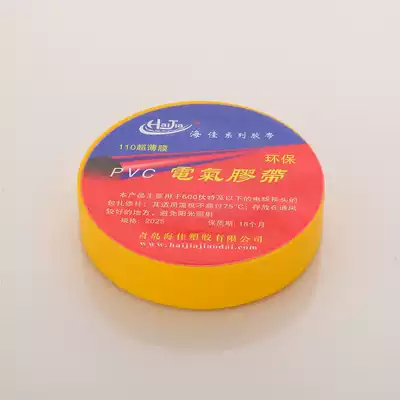 HaiJia
海佳系列胶带
110超薄膜
环保
PVC 電氣膠帶
本产品主要用于600伏特及以下的电线接头的
包扎绝缘；其适用温度不高过75℃，存放在通风
较好的地方，避免阳光照射
规格：2025 保质期：18个月
青岛海佳塑胶有限公司
www.haijiajiaodai.com